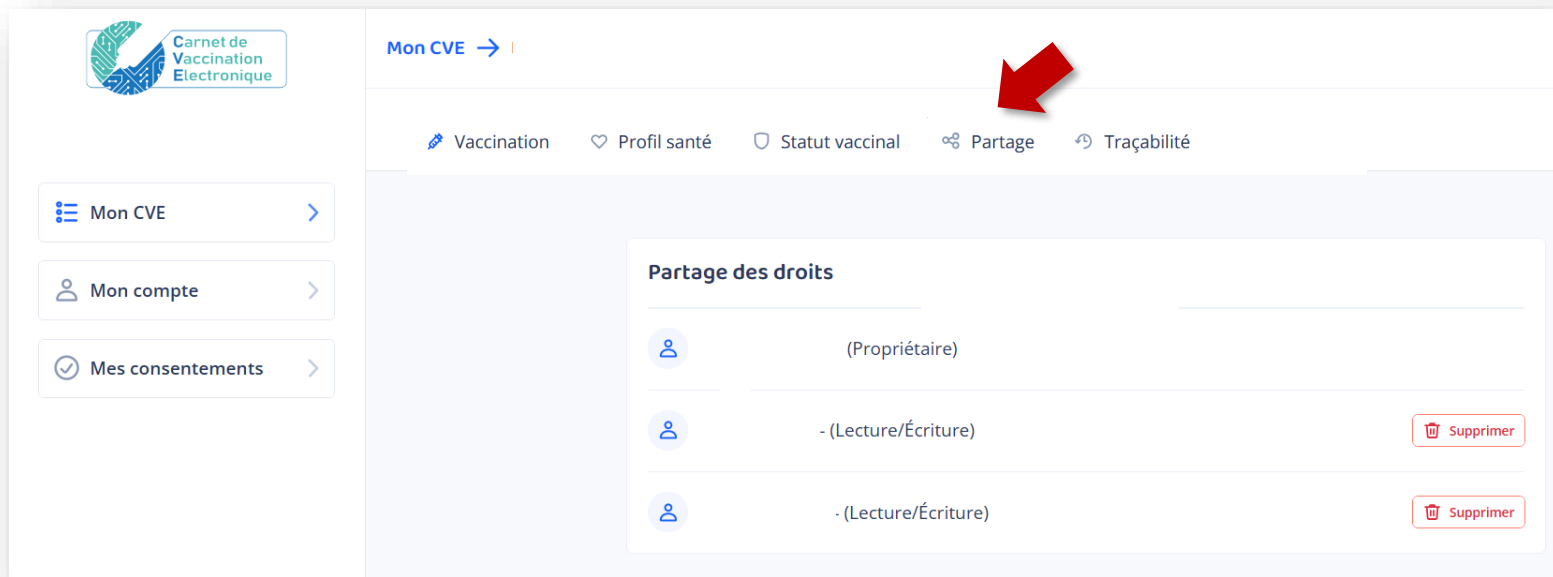 Carnet de
Vaccination
Electronique
Mon CVE
Vaccination Profil santé Statut vaccinal Partage Traçabilité
Mon CVE
Mon compte
Mes consentements
Partage des droits
(Propriétaire)
- (Lecture/Écriture) Supprimer
- (Lecture/Écriture) Supprimer